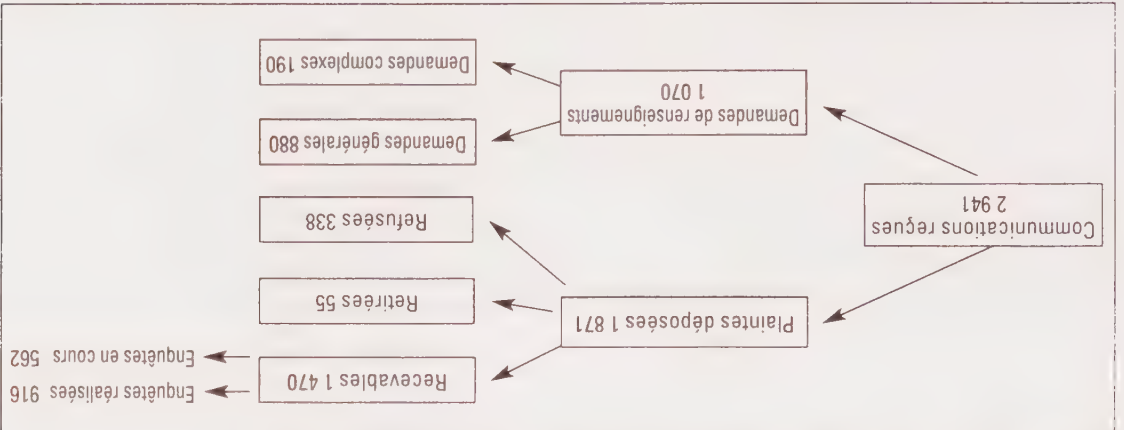 Recevables 1 470
Enquêtes réalisées 916
Enquêtes en cours 562
Plaintes déposées 1 871
Retirées 55
Communications reçues
2 941
Refusées 338
Demandes générales 880
Demandes de renseignements
1 070
Demandes complexes 190